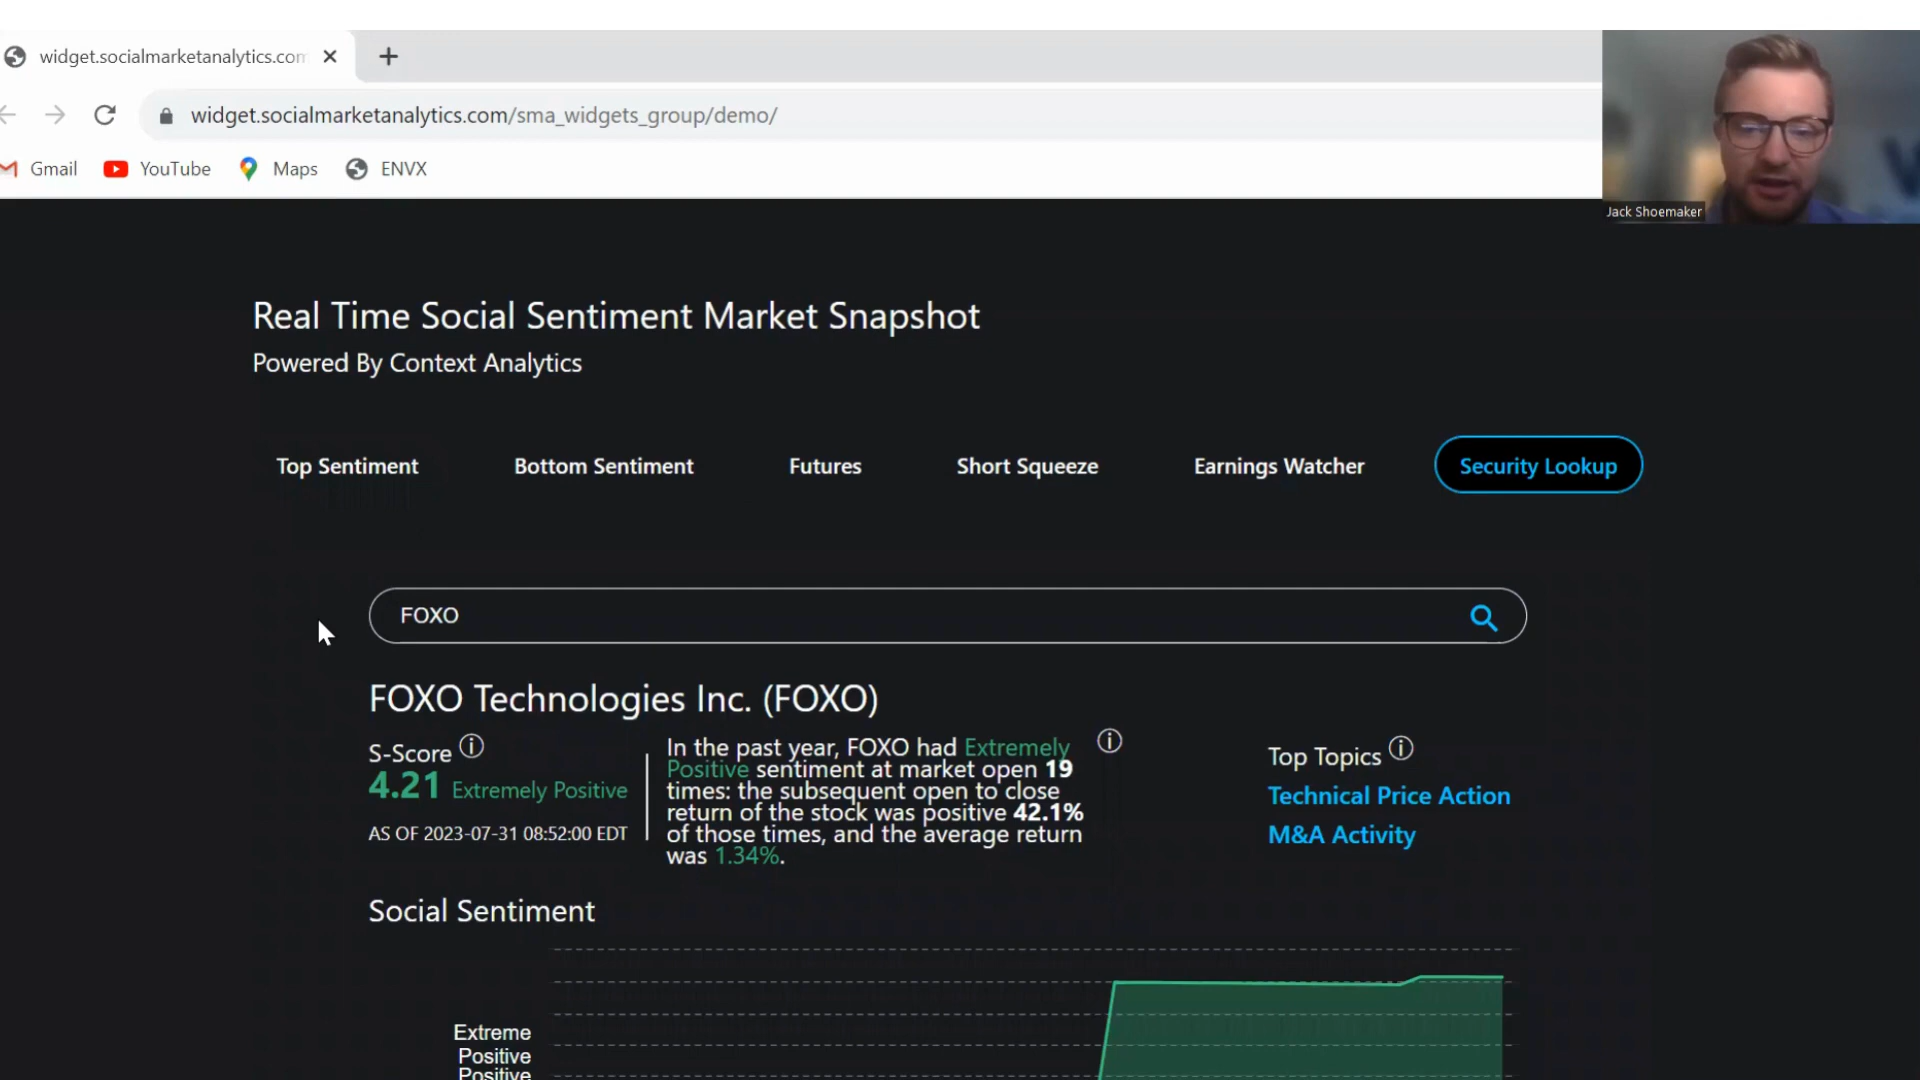 widget.socialmarketanalytics.com
widget.socialmarketanalytics.com/sma_widgets_group/demo/
Gmail
YouTube
Maps
ENVX
Jack Shoemaker
Real Time Social Sentiment Market Snapshot
Powered By Context Analytics
Top Sentiment
Bottom Sentiment
Futures
Short Squeeze
Earnings Watcher
Security Lookup
FOXO
FOXO Technologies Inc. (FOXO)
S-Score
4.21 Extremely Positive
AS OF 2023-07-31 08:52:00 EDT
In the past year, FOXO had Extremely
Positive sentiment at market open 19
times: the subsequent open to close
return of the stock was positive 42.1%
of those times, and the average return
was 1.34%.
Top Topics
Technical Price Action
M&A Activity
Social Sentiment
Extreme
Positive
Positive